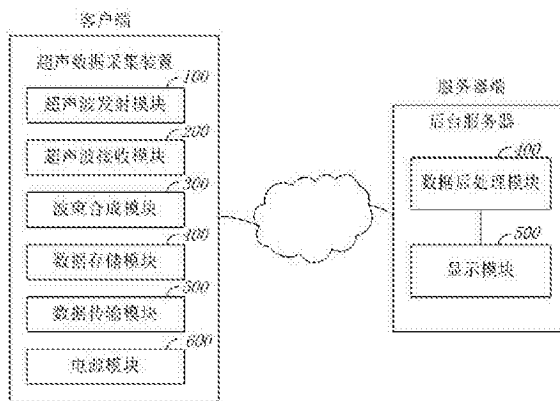 客户端
超声数据采集装置
100
超声波发射模块
200
超声波接收模块
300
波束合成模块
400
数据存储模块
500
数据传输模块
600
电源模块
服务器端
后台服务器
400
数据后处理模块
500
显示模块